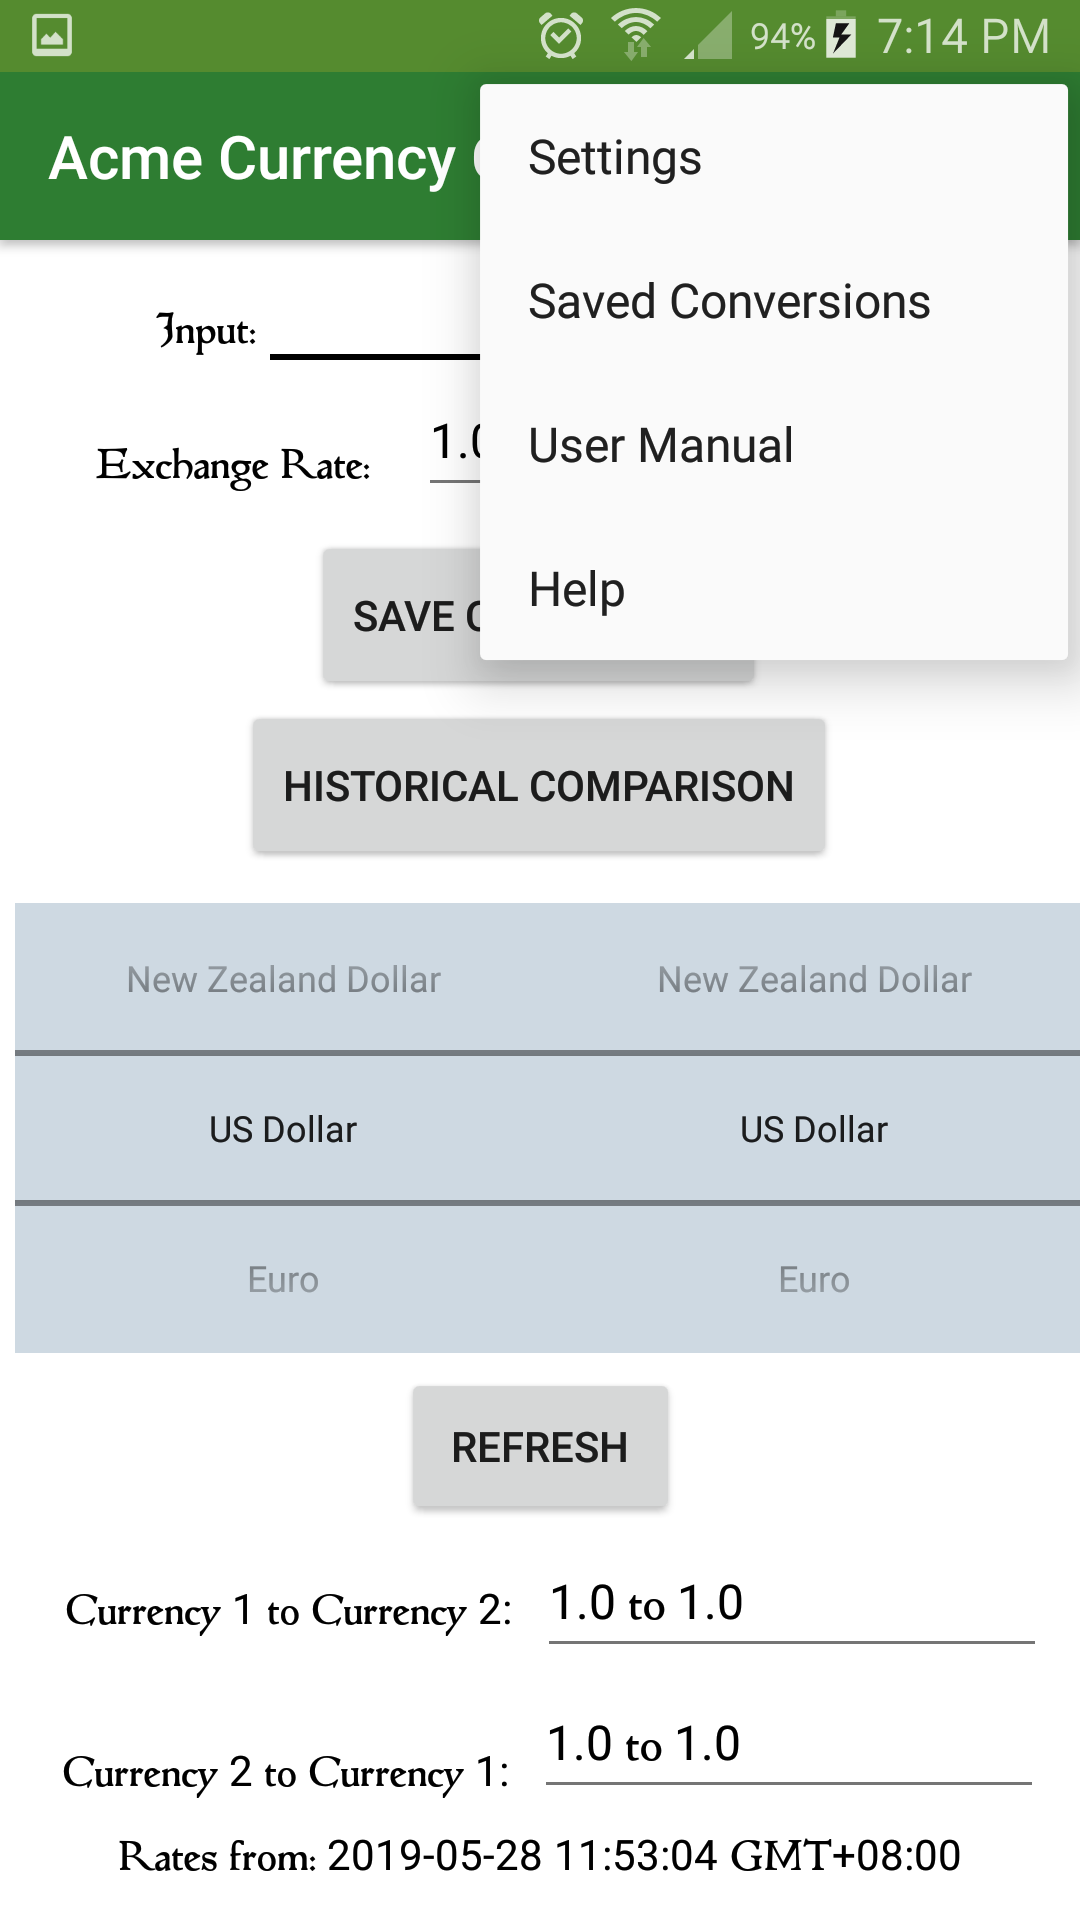 94% 7:14 PM
Acme Currency
Settings
Saved Conversions
User Manual
Help
Input:
Exchange Rate: 1.0
SAVE
HISTORICAL COMPARISON
New Zealand Dollar New Zealand Dollar
US Dollar US Dollar
Euro Euro
REFRESH
Currency 1 to Currency 2: 1.0 to 1.0
Currency 2 to Currency 1: 1.0 to 1.0
Rates from: 2019-05-28 11:53:04 GMT+08:00